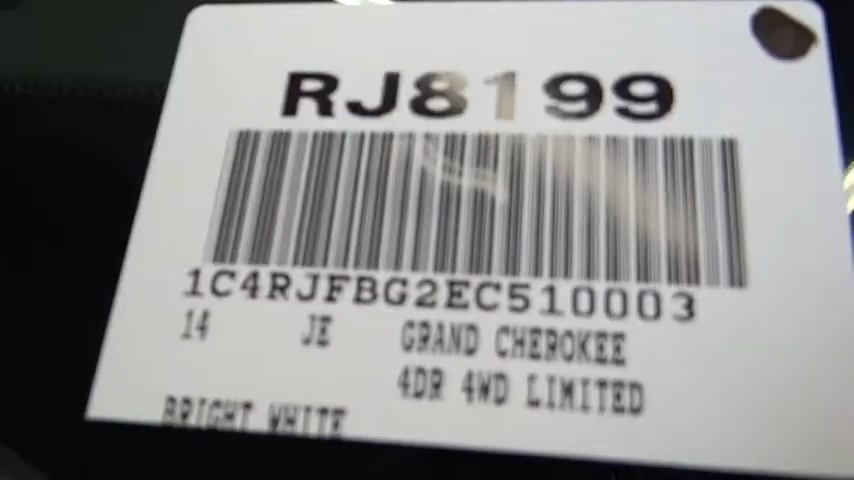 RJ8199
1C4RJFBG2EC510003
14 JE GRAND CHEROKEE
4DR 4WD LIMITED
BRIGHT WHITE